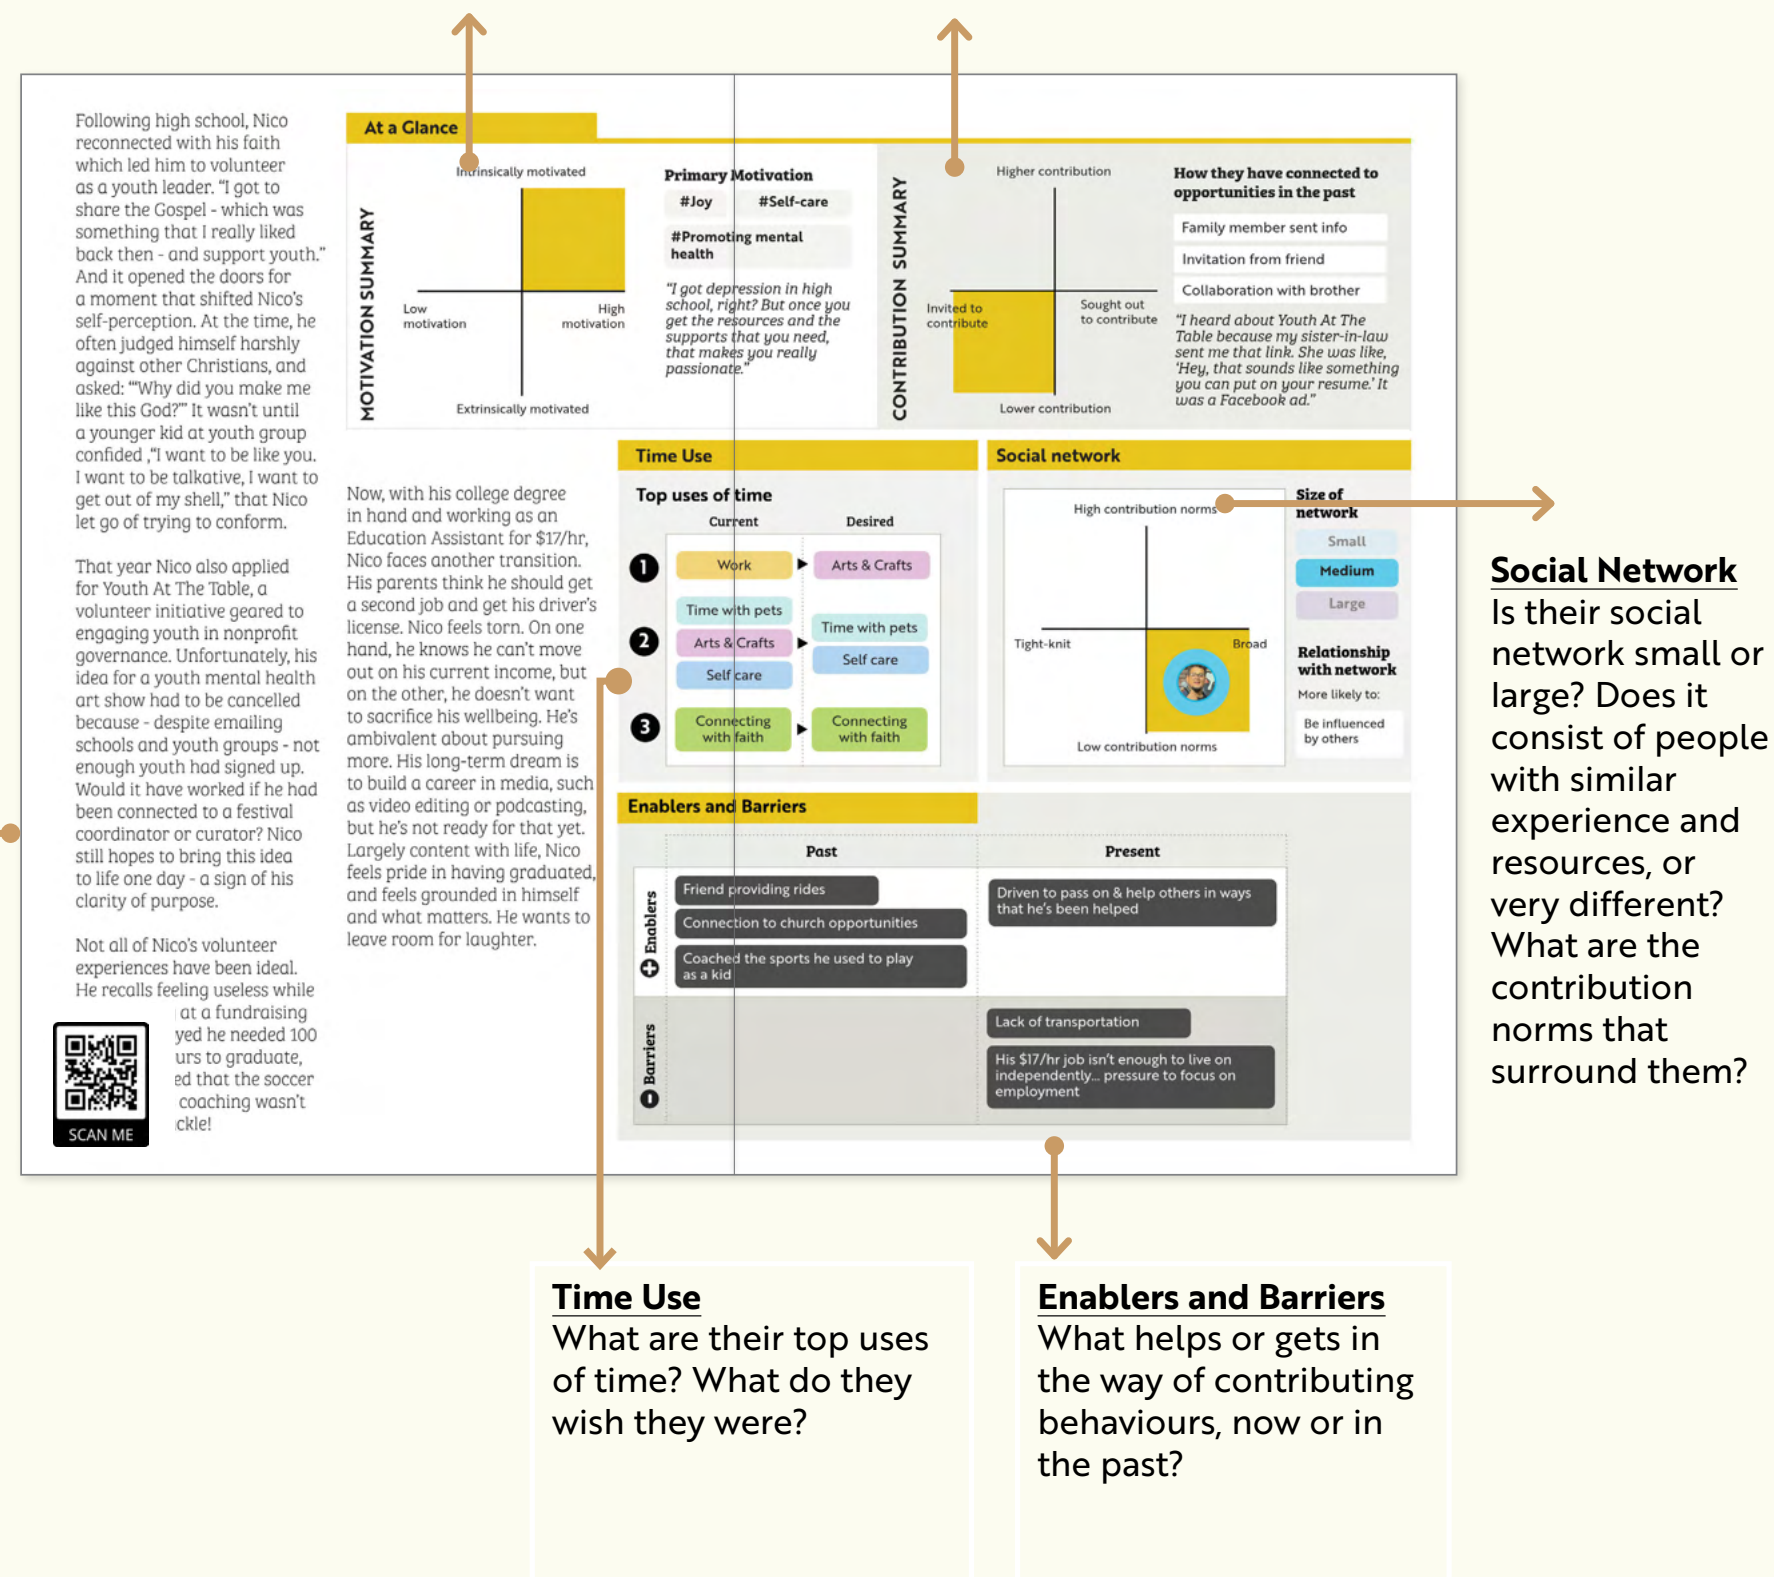 Following high school, Nico
reconnected with his faith
which led him to volunteer
as a youth leader. "I got to
share the Gospel - which was
something that I really liked
back then - and support youth."
And it opened the doors for
a moment that shifted Nico's
self-perception. At the time, he
often judged himself harshly
against other Christians, and
asked: "'Why did you make me
like this God?'" It wasn't until
a younger kid at youth group
confided ,"I want to be like you.
I want to be talkative, I want to
get out of my shell," that Nico
let go of trying to conform.
That year Nico also applied
for Youth At The Table, a
volunteer initiative geared to
engaging youth in nonprofit
governance. Unfortunately, his
idea for a youth mental health
art show had to be cancelled
because - despite emailing
schools and youth groups - not
enough youth had signed up.
Would it have worked if he had
been connected to a festival
coordinator or curator? Nico
still hopes to bring this idea
to life one day - a sign of his
clarity of purpose.
Not all of Nico's volunteer
experiences have been ideal.
He recalls feeling useless while
at a fundraising
yed he needed 100
urs to graduate,
ed that the soccer
coaching wasn't
ckle!
SCAN ME
Now, with his college degree
in hand and working as an
Education Assistant for $17/hr,
Nico faces another transition.
His parents think he should get
a second job and get his driver's
license. Nico feels torn. On one
hand, he knows he can't move
out on his current income, but
on the other, he doesn't want
to sacrifice his wellbeing. He's
ambivalent about pursuing
more. His long-term dream is
to build a career in media, such
as video editing or podcasting,
but he's not ready for that yet.
Largely content with life, Nico
feels pride in having graduated,
and feels grounded in himself
and what matters. He wants to
leave room for laughter.
At a Glance
MOTIVATION SUMMARY
Intrinsically motivated
Low
motivation
High
motivation
Extrinsically motivated
Primary Motivation
#Joy
#Self-care
#Promoting mental
health
"I got depression in high
school, right? But once you
get the resources and the
supports that you need,
that makes you really
passionate."
CONTRIBUTION SUMMARY
Higher contribution
Invited to
contribute
Sought out
to contribute
Lower contribution
How they have connected to
opportunities in the past
Family member sent info
Invitation from friend
Collaboration with brother
"I heard about Youth At The
Table because my sister-in-law
sent me that link. She was like,
'Hey, that sounds like something
you can put on your resume.' It
was a Facebook ad."
Time Use
Top uses of time
Current
Desired
1
Work
Arts & Crafts
2
Time with pets
Arts & Crafts
Self care
Time with pets
Self care
3
Connecting
with faith
Connecting
with faith
Social network
High contribution norms
Tight-knit
Broad
Low contribution norms
Size of
network
Small
Medium
Large
Relationship
with network
More likely to:
Be influenced
by others
Enablers and Barriers
Past
Present
Enablers
Friend providing rides
Connection to church opportunities
Coached the sports he used to play
as a kid
Driven to pass on & help others in ways
that he's been helped
Barriers
Lack of transportation
His $17/hr job isn't enough to live on
independently... pressure to focus on
employment
Social Network
Is their social
network small or
large? Does it
consist of people
with similar
experience and
resources, or
very different?
What are the
contribution
norms that
surround them?
Time Use
What are their top uses
of time? What do they
wish they were?
Enablers and Barriers
What helps or gets in
the way of contributing
behaviours, now or in
the past?